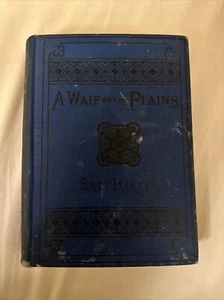 A WAIF OF THE PLAINS
BRET HARTE